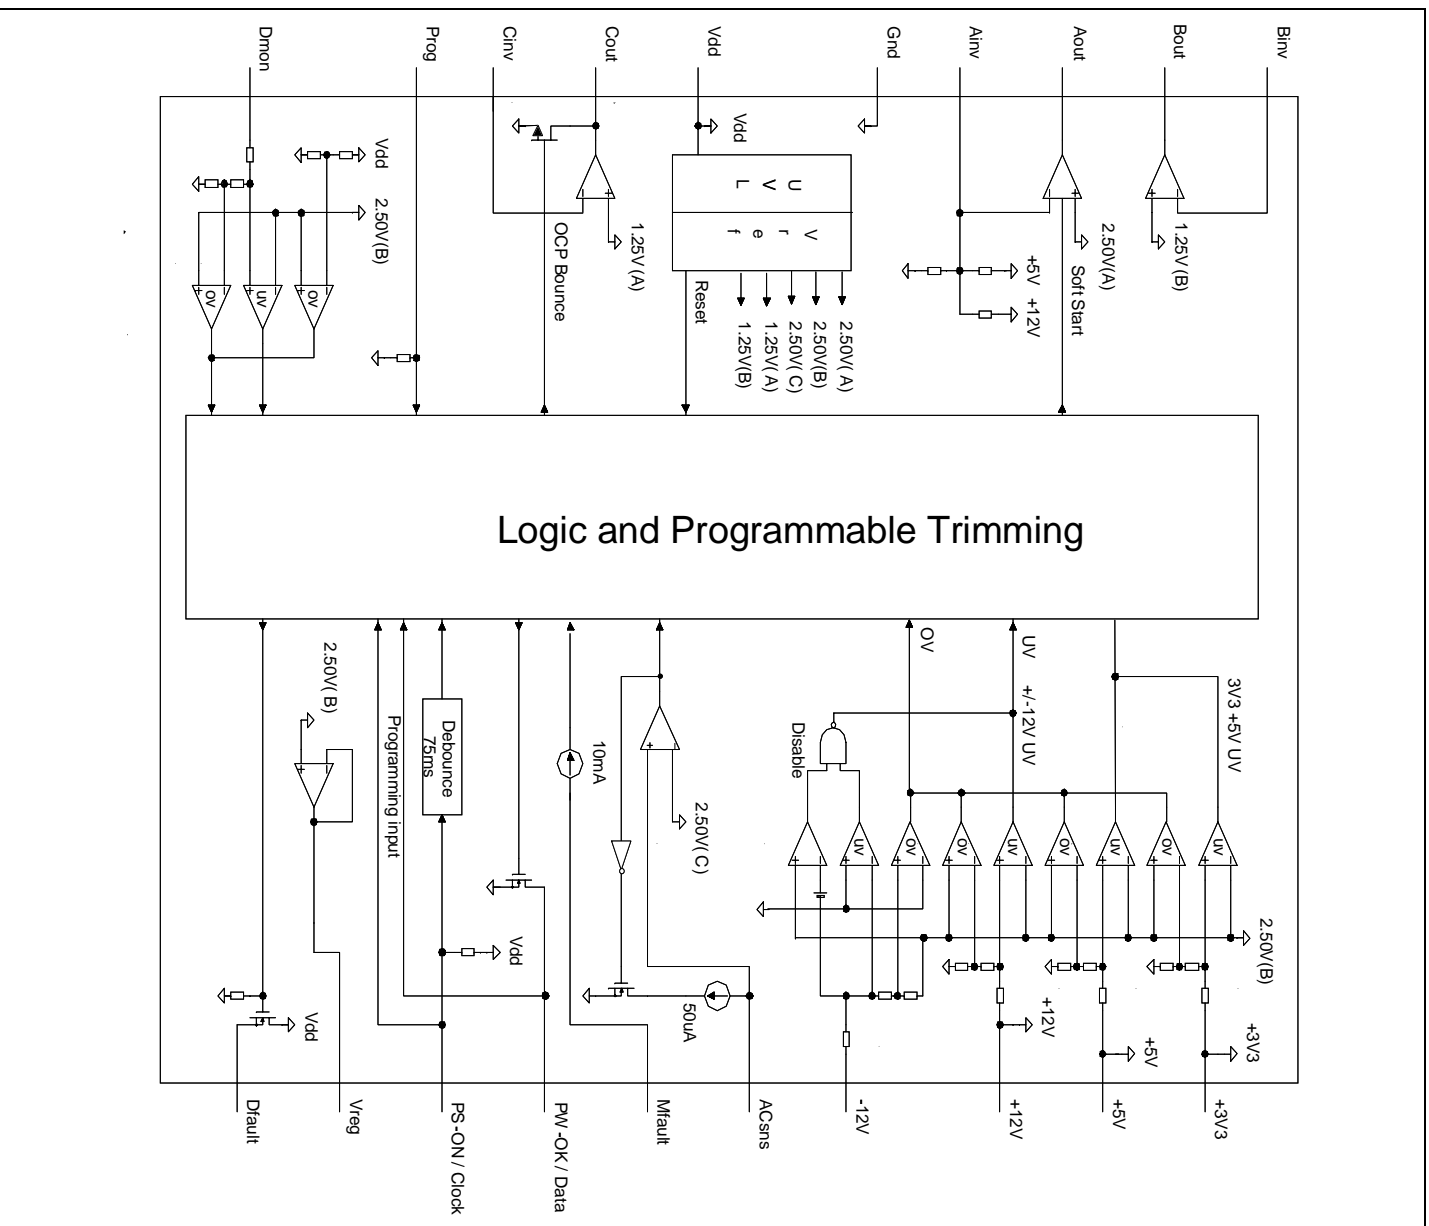 Dmon
Prog
Cinv
Cout
Vdd
Gnd
Ainv
Aout
Bout
Binv
Vdd
2.50V(B)
Vdd
OCP Bounce
1.25V(A)
UVL
Vref
Reset
1.25V(B)
1.25V(A)
2.50V(C)
2.50V(B)
2.50V(A)
+5V
+12V
Soft Start
2.50V(A)
1.25V(B)
OV
UV
OV
Logic and Programmable Trimming
2.50V(B)
Programming input
Debounce
75ms
10mA
2.50V(C)
Disable
OV
UV
+/-12V UV
3V3 +5V UV
UV
OV
OV
UV
OV
UV
OV
UV
2.50V(B)
Vdd
Vdd
50uA
+12V
+5V
+3V3
Dfault
Vreg
PS-ON / Clock
PW-OK / Data
Mfault
ACsns
-12V
+12V
+5V
+3V3